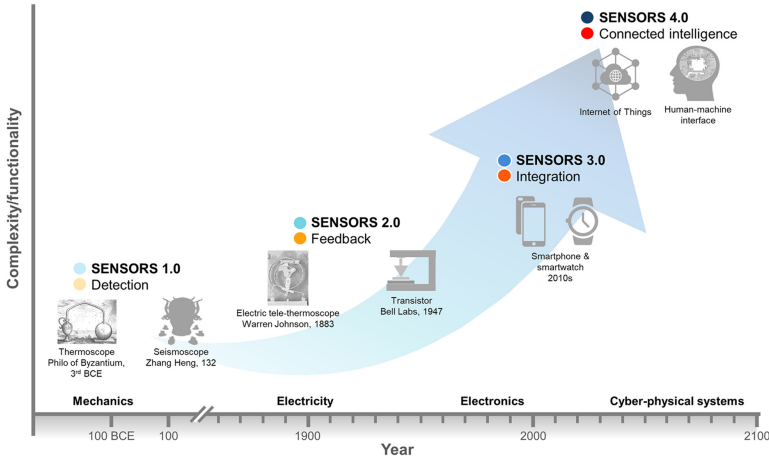 SENSORS 4.0
Connected intelligence
Internet of Things
Human-machine
interface
SENSORS 3.0
Integration
Smartphone &
smartwatch
2010s
SENSORS 2.0
Feedback
Electric tele-thermoscope
Warren Johnson, 1883
Transistor
Bell Labs, 1947
SENSORS 1.0
Detection
Thermoscope
Philo of Byzantium,
3rd BCE
Seismoscope
Zhang Heng, 132
Complexity/functionality
Mechanics
Electricity
Electronics
Cyber-physical systems
100 BCE
100
1900
2000
2100
Year